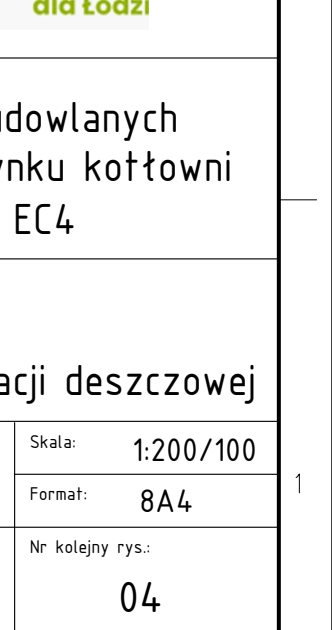 dla Łodzi
udowlanych
ynku kotłowni
EC4
acji deszczowej
Skala: 1:200/100
Format: 8A4
1
Nr kolejny rys.:
04